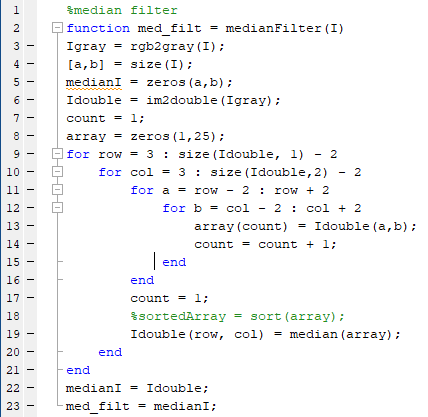 1 %median filter
2 function med_filt = medianFilter(I)
3 - Igray = rgb2gray(I);
4 - [a,b] = size(I);
5 - medianI = zeros(a,b);
6 - Idouble = im2double(Igray);
7 - count = 1;
8 - array = zeros(1,25);
9 - for row = 3 : size(Idouble, 1) - 2
10 - for col = 3 : size(Idouble,2) - 2
11 - for a = row - 2 : row + 2
12 - for b = col - 2 : col + 2
13 - array(count) = Idouble(a,b);
14 - count = count + 1;
15 - end
16 - end
17 - count = 1;
18 %sortedArray = sort(array);
19 - Idouble(row, col) = median(array);
20 - end
21 - end
22 - medianI = Idouble;
23 - med_filt = medianI;